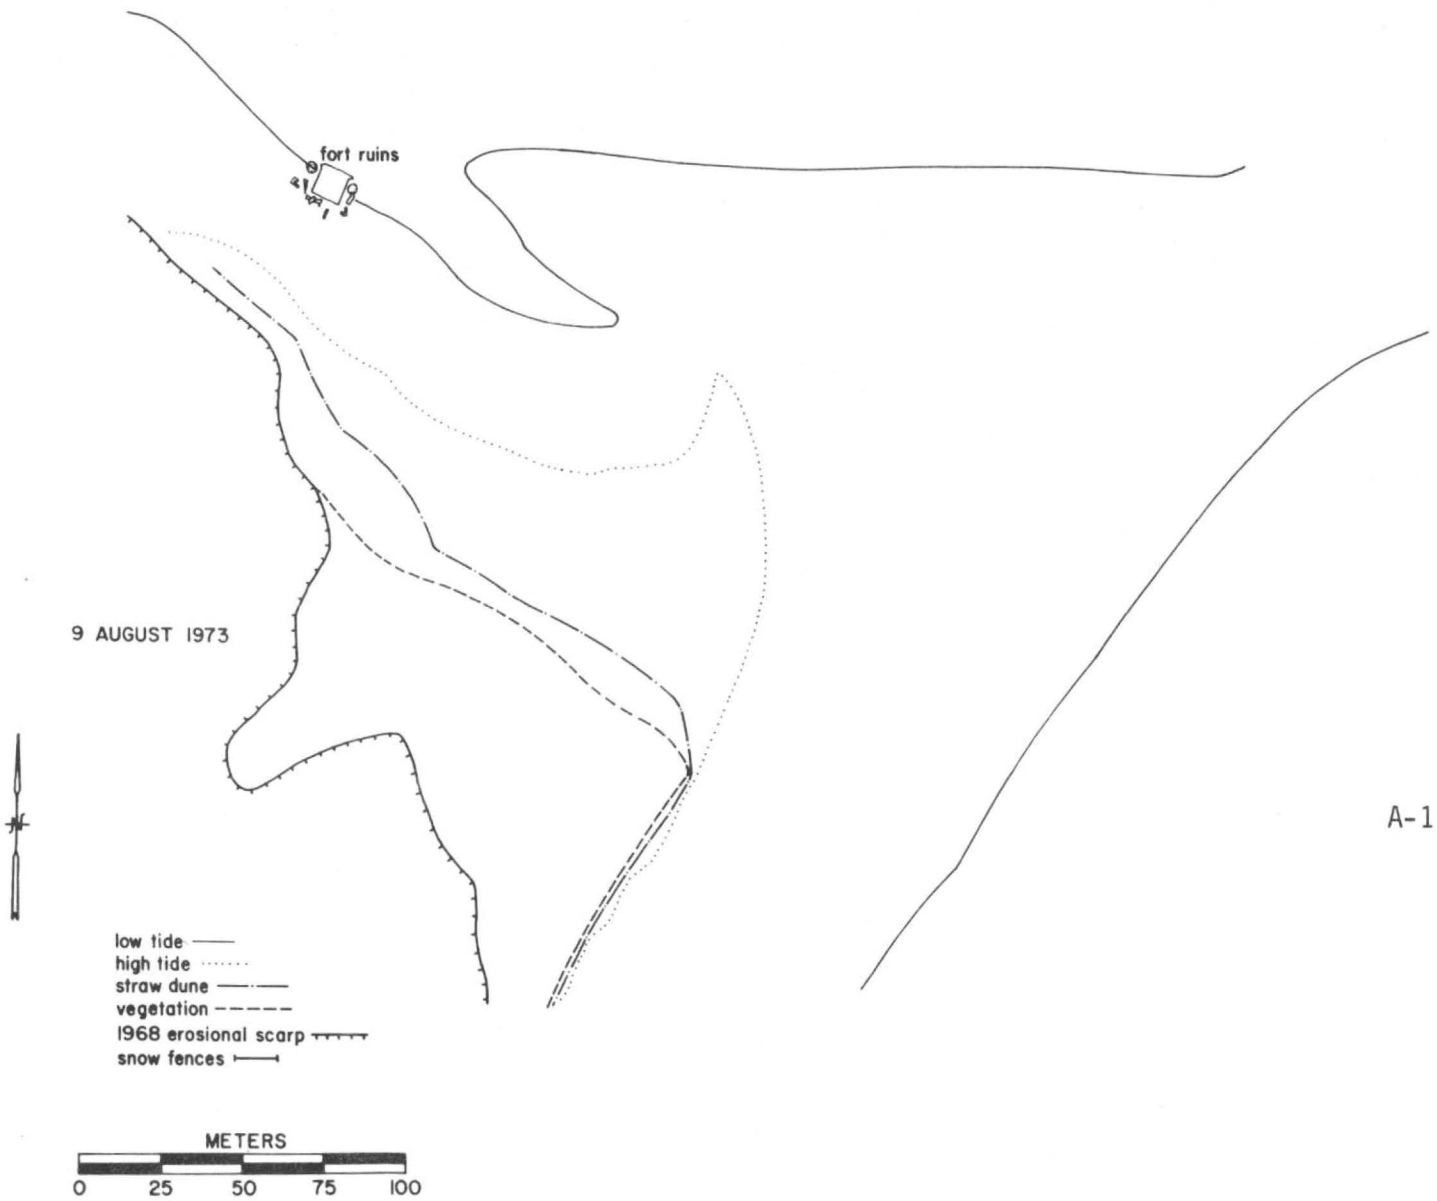 fort ruins
9 AUGUST 1973
N
A-1
low tide
high tide
straw dune
vegetation
1968 erosional scarp
snow fences
METERS
0 25 50 75 100